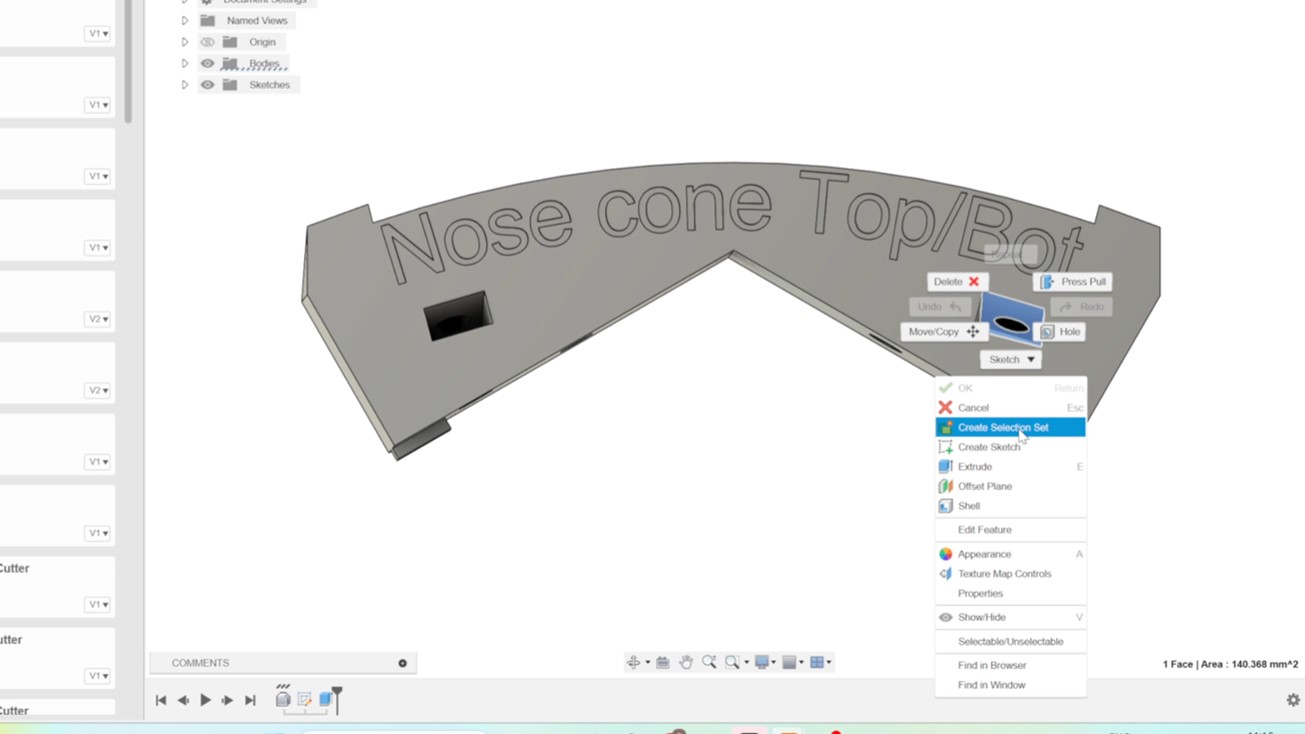 Document Settings
Named Views
Origin
Bodies
Sketches
V1
V1
V1
V1
V2
V2
V1
V1
Cutter
V1
utter
V1
Cutter
Nose cone Top/Bot
Delete
Press Pull
Undo
Redo
Move/Copy
Hole
Sketch
OK Return
Cancel Esc
Create Selection Set
Create Sketch
Extrude E
Offset Plane
Shell
Edit Feature
Appearance A
Texture Map Controls
Properties
Show/Hide V
Selectable/Unselectable
Find in Browser
Find in Window
COMMENTS
1 Face | Area : 140.368 mm^2